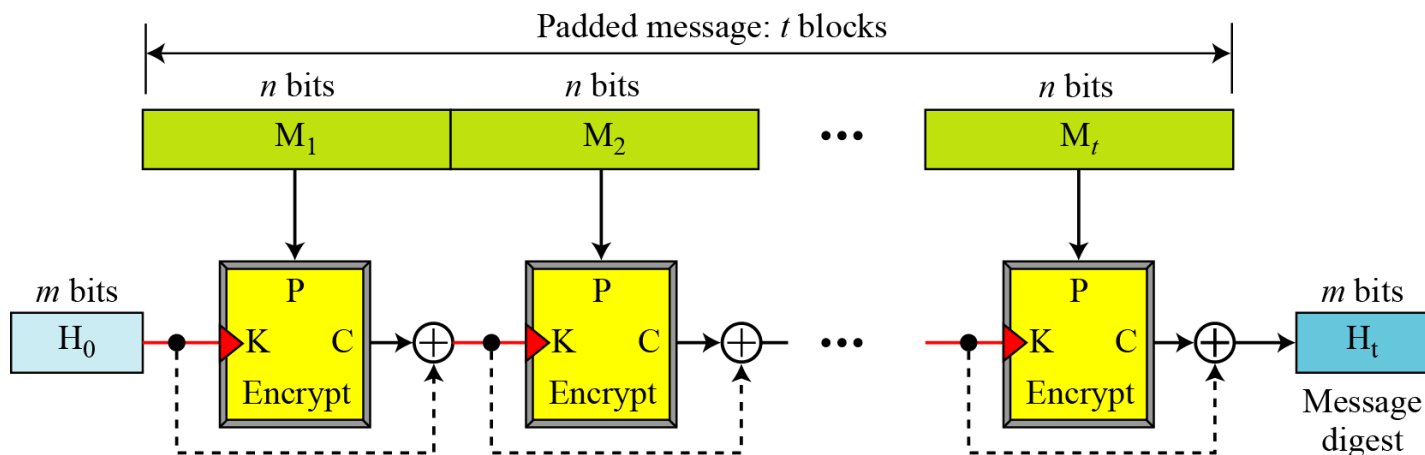 Padded message: t blocks
n bits n bits n bits
M1 M2 ••• Mt
m bits P P P m bits
H0 K C K C ••• K C Ht
Encrypt Encrypt Encrypt Message
digest